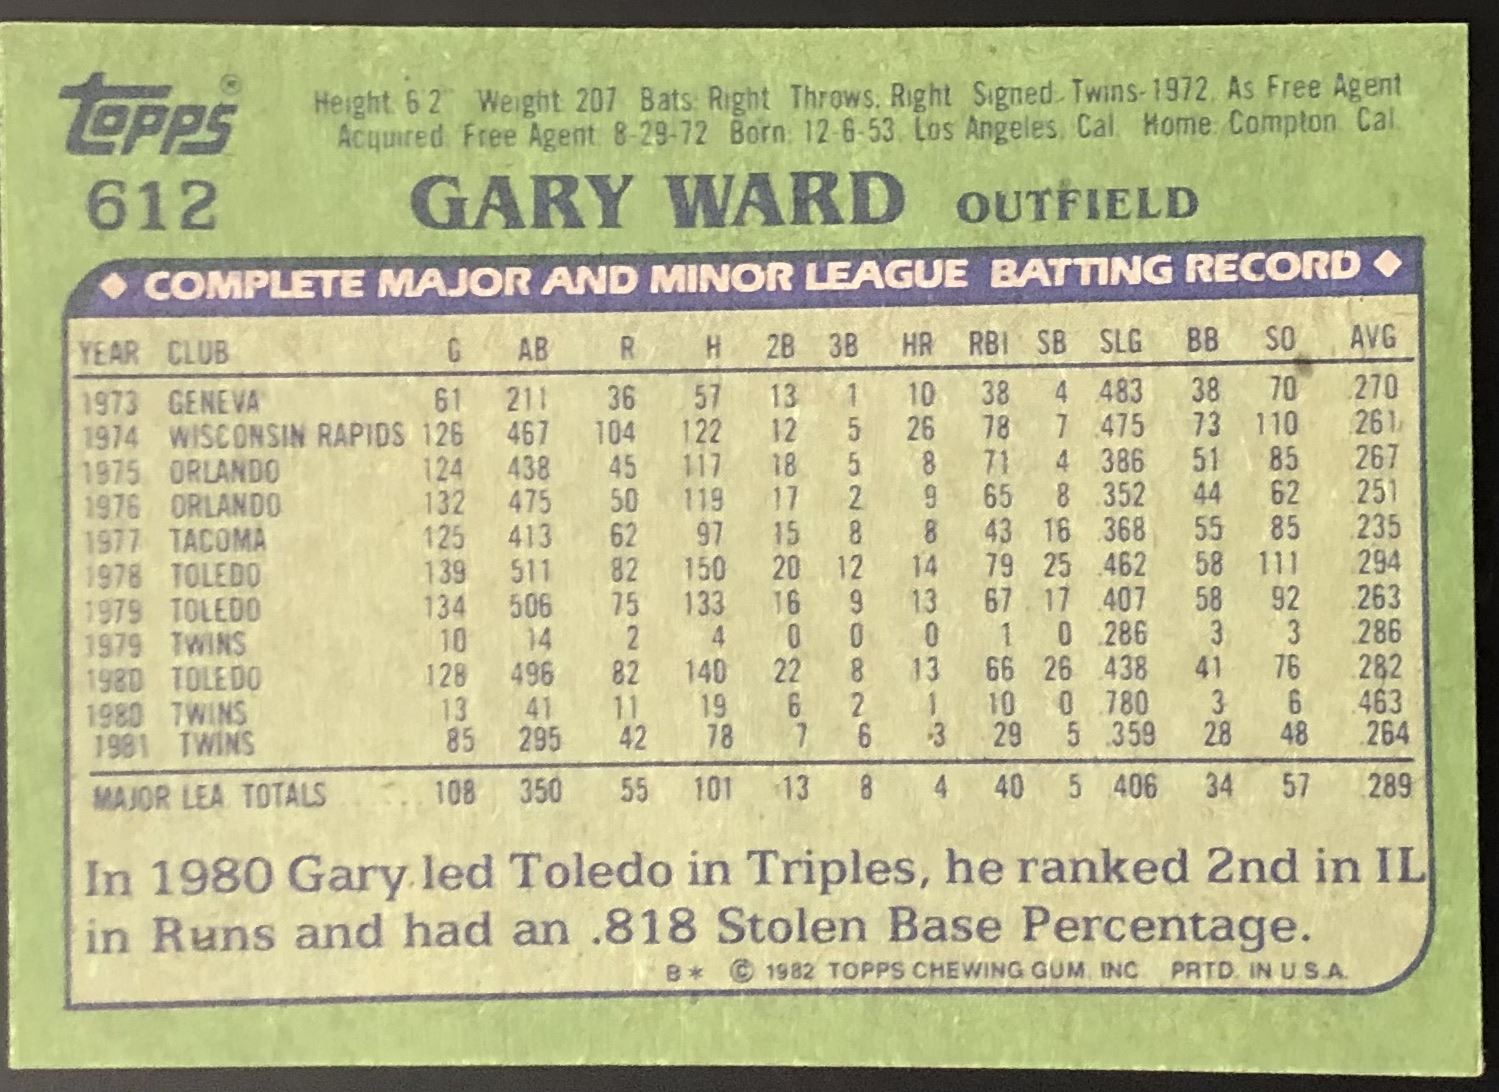 Topps® Height 6 2" Weight 207 Bats: Right Throws. Right Signed. Twins-1972. As Free Agent
Acquired Free Agent 8-29-72 Born: 12-6-53, Los Angeles, Cal Home: Compton Cal
612 GARY WARD OUTFIELD
◆ COMPLETE MAJOR AND MINOR LEAGUE BATTING RECORD ◆
YEAR CLUB G AB R H 2B 3B HR RBI SB SLG BB SO AVG
1973 GENEVA 61 211 36 57 13 1 10 38 4 .483 38 70 .270
1974 WISCONSIN RAPIDS 126 467 104 122 12 5 26 78 7 .475 73 110 .261
1975 ORLANDO 124 438 45 117 18 5 8 71 4 .386 51 85 .267
1976 ORLANDO 132 475 50 119 17 2 9 65 8 .352 44 62 .251
1977 TACOMA 125 413 62 97 15 8 8 43 16 .368 55 85 .235
1978 TOLEDO 139 511 82 150 20 12 14 79 25 .462 58 111 .294
1979 TOLEDO 134 506 75 133 16 9 13 67 17 .407 58 92 .263
1979 TWINS 10 14 2 4 0 0 0 1 0 .286 3 3 .286
1980 TOLEDO 128 496 82 140 22 8 13 66 26 .438 41 76 .282
1980 TWINS 13 41 11 19 6 2 1 10 0 .780 3 6 .463
1981 TWINS 85 295 42 78 7 6 3 29 5 .359 28 48 .264
MAJOR LEA. TOTALS 108 350 55 101 13 8 4 40 5 .406 34 57 .289
In 1980 Gary led Toledo in Triples, he ranked 2nd in IL
in Runs and had an .818 Stolen Base Percentage.
B* © 1982 TOPPS CHEWING GUM, INC. PRTD. IN U.S.A.